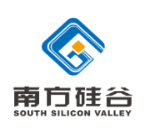 南方硅谷
SOUTH SILICON VALLEY